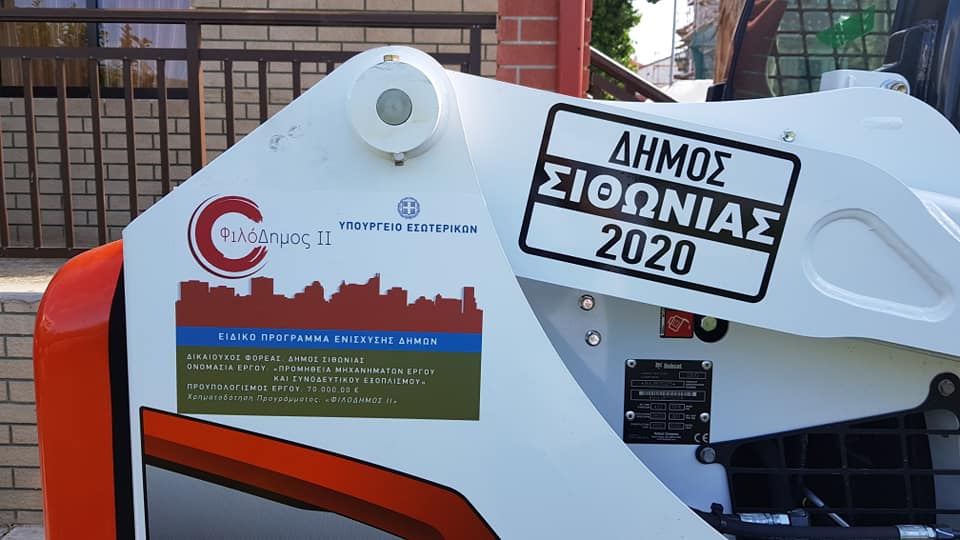 ΔΗΜΟΣ
ΣΙΘΩΝΙΑΣ
2020
ΦιλόΔημος ΙΙ
ΥΠΟΥΡΓΕΙΟ ΕΣΩΤΕΡΙΚΩΝ
ΕΙΔΙΚΟ ΠΡΟΓΡΑΜΜΑ ΕΝΙΣΧΥΣΗΣ ΔΗΜΩΝ
ΔΙΚΑΙΟΥΧΟΣ ΦΟΡΕΑΣ: ΔΗΜΟΣ ΣΙΘΩΝΙΑΣ
ΟΝΟΜΑΣΙΑ ΕΡΓΟΥ: «ΠΡΟΜΗΘΕΙΑ ΜΗΧΑΝΗΜΑΤΩΝ ΕΡΓΟΥ
ΚΑΙ ΣΥΝΟΔΕΥΤΙΚΟΥ ΕΞΟΠΛΙΣΜΟΥ»
ΠΡΟΥΠΟΛΟΓΙΣΜΟΣ ΕΡΓΟΥ: 70.000,00 €
Χρηματοδότηση Προγράμματος: «ΦΙΛΟΔΗΜΟΣ ΙΙ»
Bobcat
CE